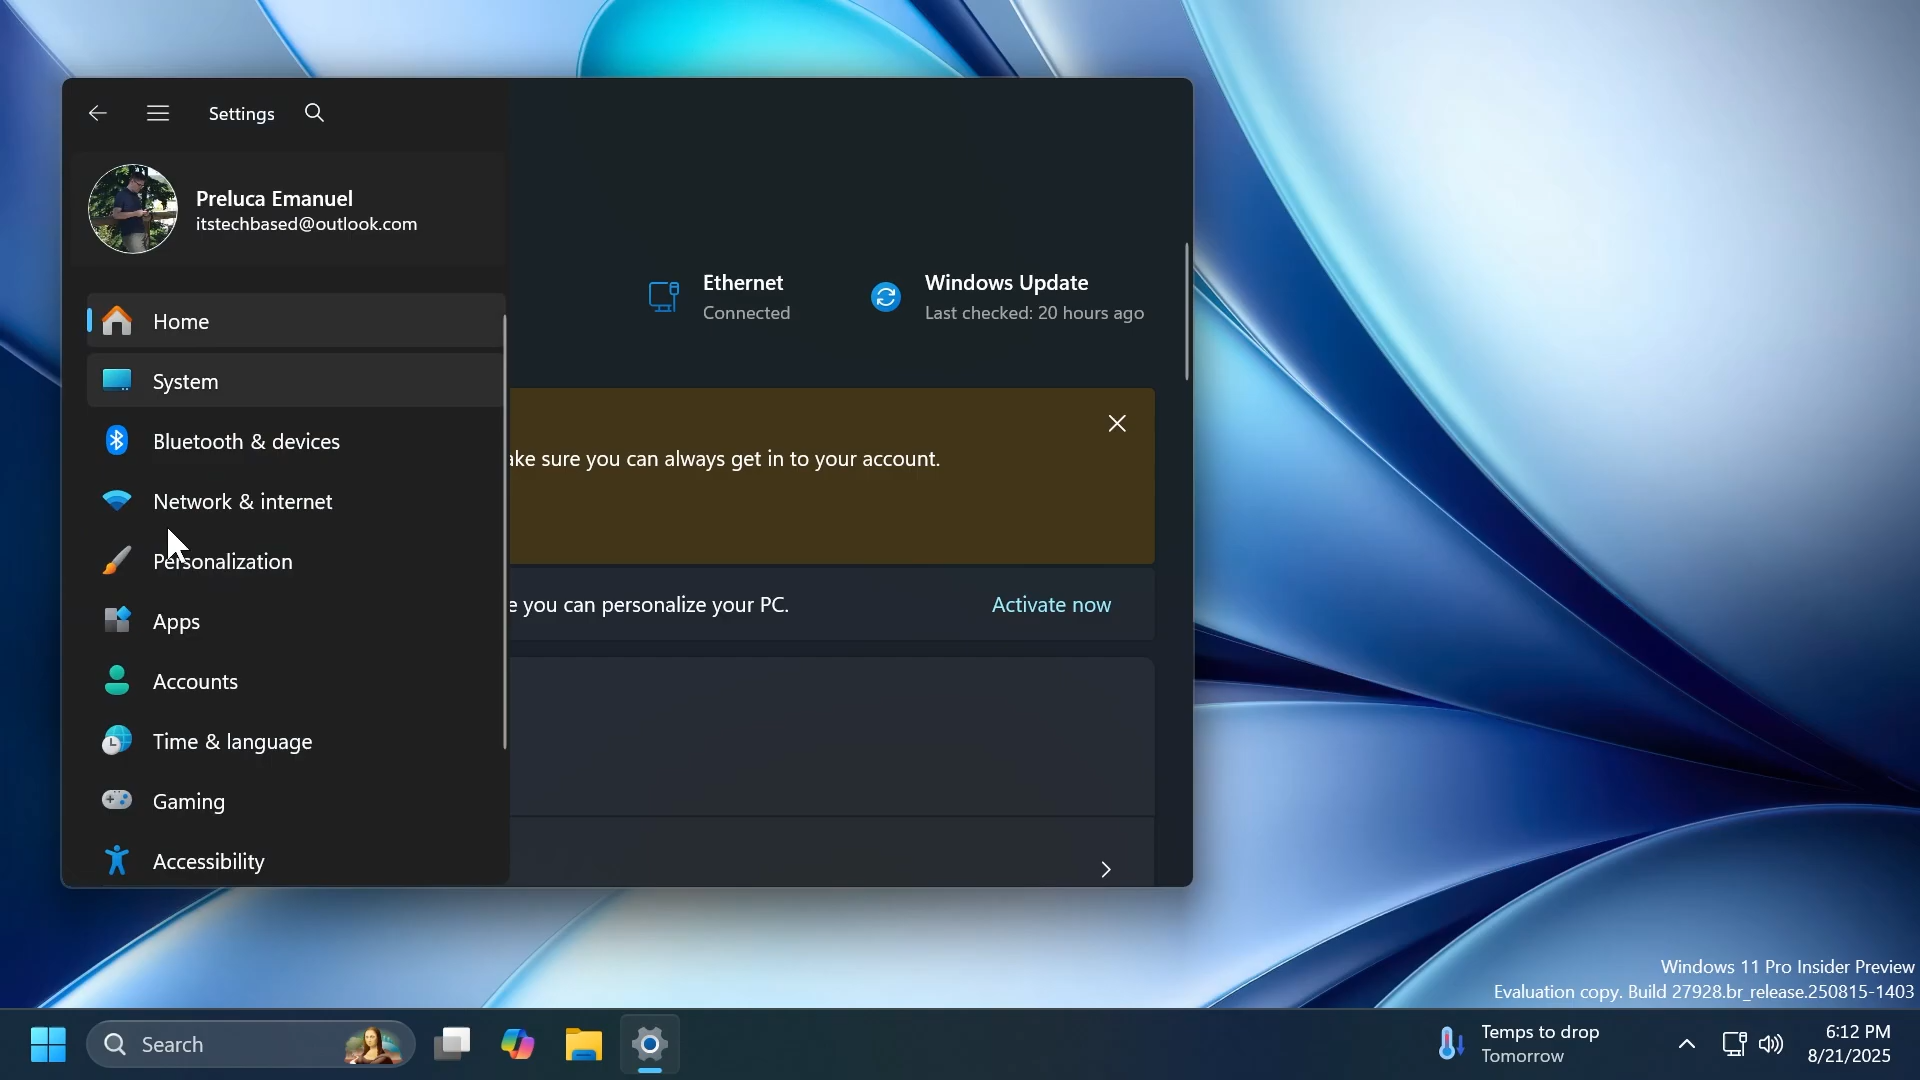 Settings
Preluca Emanuel
itstechbased@outlook.com
Home
System
Bluetooth & devices
Network & internet
Personalization
Apps
Accounts
Time & language
Gaming
Accessibility
Ethernet
Connected
Windows Update
Last checked: 20 hours ago
ake sure you can always get in to your account.
e you can personalize your PC.
Activate now
Windows 11 Pro Insider Preview
Evaluation copy. Build 27928.br_release.250815-1403
Search
Temps to drop
Tomorrow
6:12 PM
8/21/2025